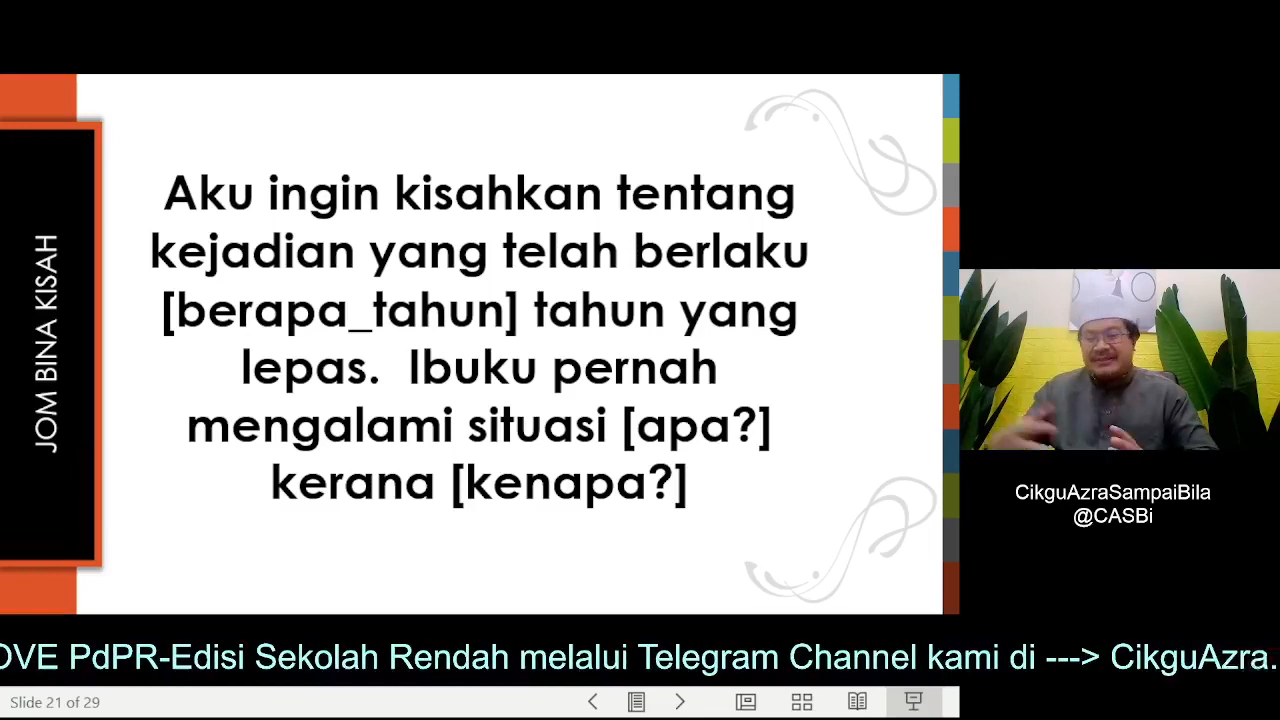 JOM BINA KISAH
Aku ingin kisahkan tentang
kejadian yang telah berlaku
[berapa_tahun] tahun yang
lepas.  Ibuku pernah
mengalami situasi [apa?]
kerana [kenapa?]
CikguAzraSampaiBila
@CASBi
OVE PdPR-Edisi Sekolah Rendah melalui Telegram Channel kami di ---> CikguAzra.
Slide 21 of 29